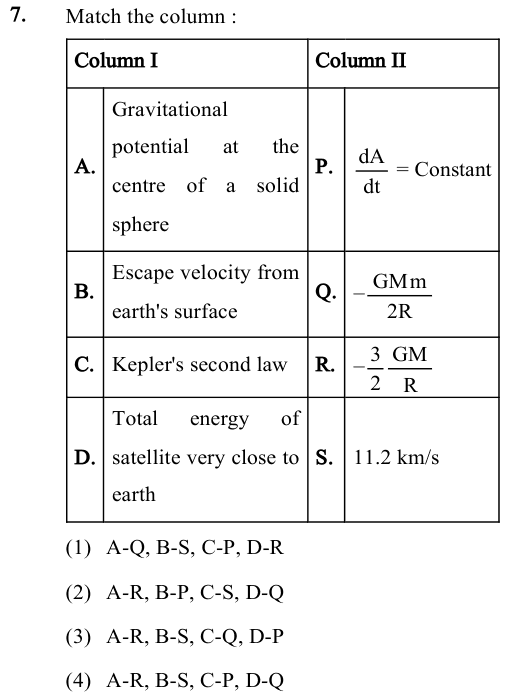 7. Match the column :
Column I Column II
A. Gravitational potential at the centre of a solid sphere P. dA/dt = Constant
B. Escape velocity from earth's surface Q. −GMm/2R
C. Kepler's second law R. −3/2 GM/R
D. Total energy of satellite very close to earth S. 11.2 km/s
(1) A-Q, B-S, C-P, D-R
(2) A-R, B-P, C-S, D-Q
(3) A-R, B-S, C-Q, D-P
(4) A-R, B-S, C-P, D-Q